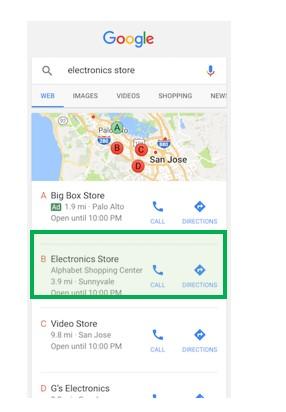 Google
electronics store
WEB IMAGES VIDEOS SHOPPING NEWS
97
Palo
A
280
880
B C
D
San Jose
A Big Box Store
Ad 1.9 mi · Palo Alto
Open until 10:00 PM
CALL DIRECTIONS
B Electronics Store
Alphabet Shopping Center
3.9 mi · Sunnyvale
Open until 10:00 PM
CALL DIRECTIONS
C Video Store
9.8 mi · San Jose
Open until 10:00 PM
CALL DIRECTIONS
D G's Electronics